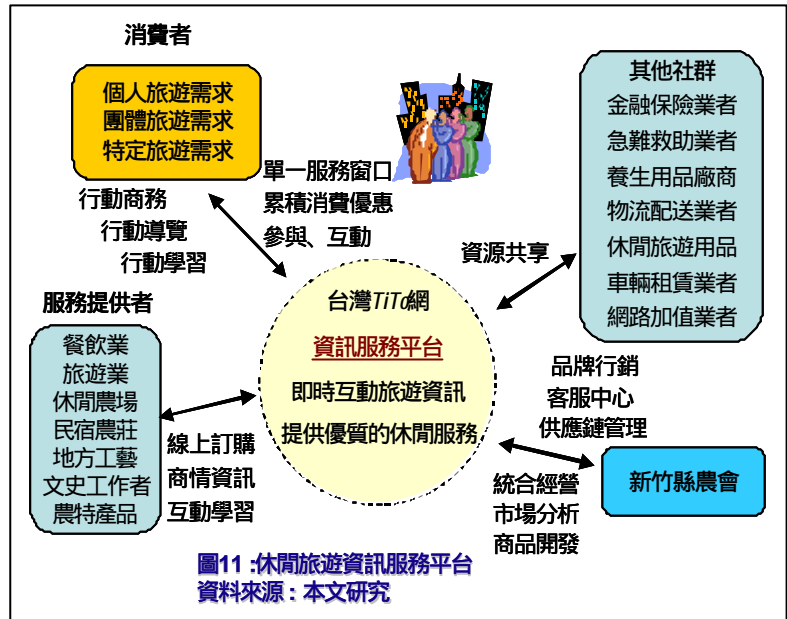 消費者
個人旅遊需求
團體旅遊需求
特定旅遊需求
行動商務
行動導覽
行動學習
單一服務窗口
累積消費優惠
參與、互動
其他社群
金融保險業者
急難救助業者
養生用品廠商
物流配送業者
休閒旅遊用品
車輛租賃業者
網路加值業者
資源共享
服務提供者
餐飲業
旅遊業
休閒農場
民宿農莊
地方工藝
文史工作者
農特產品
線上訂購
商情資訊
互動學習
台灣TiTo網
資訊服務平台
即時互動旅遊資訊
提供優質的休閒服務
品牌行銷
客服中心
供應鏈管理
統合經營
市場分析
商品開發
新竹縣農會
圖11 :休閒旅遊資訊服務平台
資料來源：本文研究